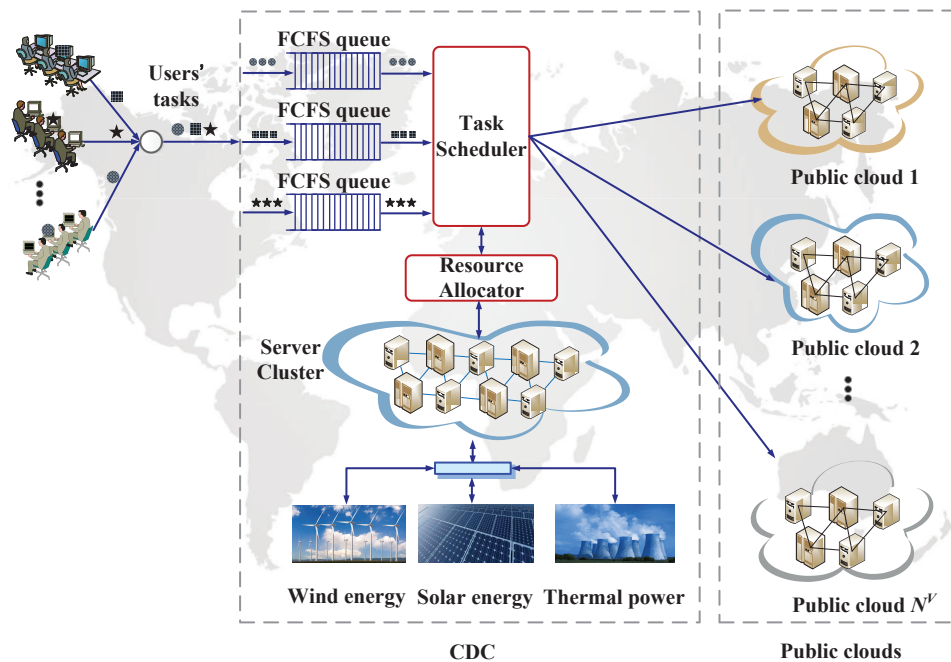 Users'
tasks
FCFS queue
FCFS queue
FCFS queue
Task
Scheduler
Resource
Allocator
Server
Cluster
Wind energy
Solar energy
Thermal power
CDC
Public cloud 1
Public cloud 2
Public cloud N^V
Public clouds